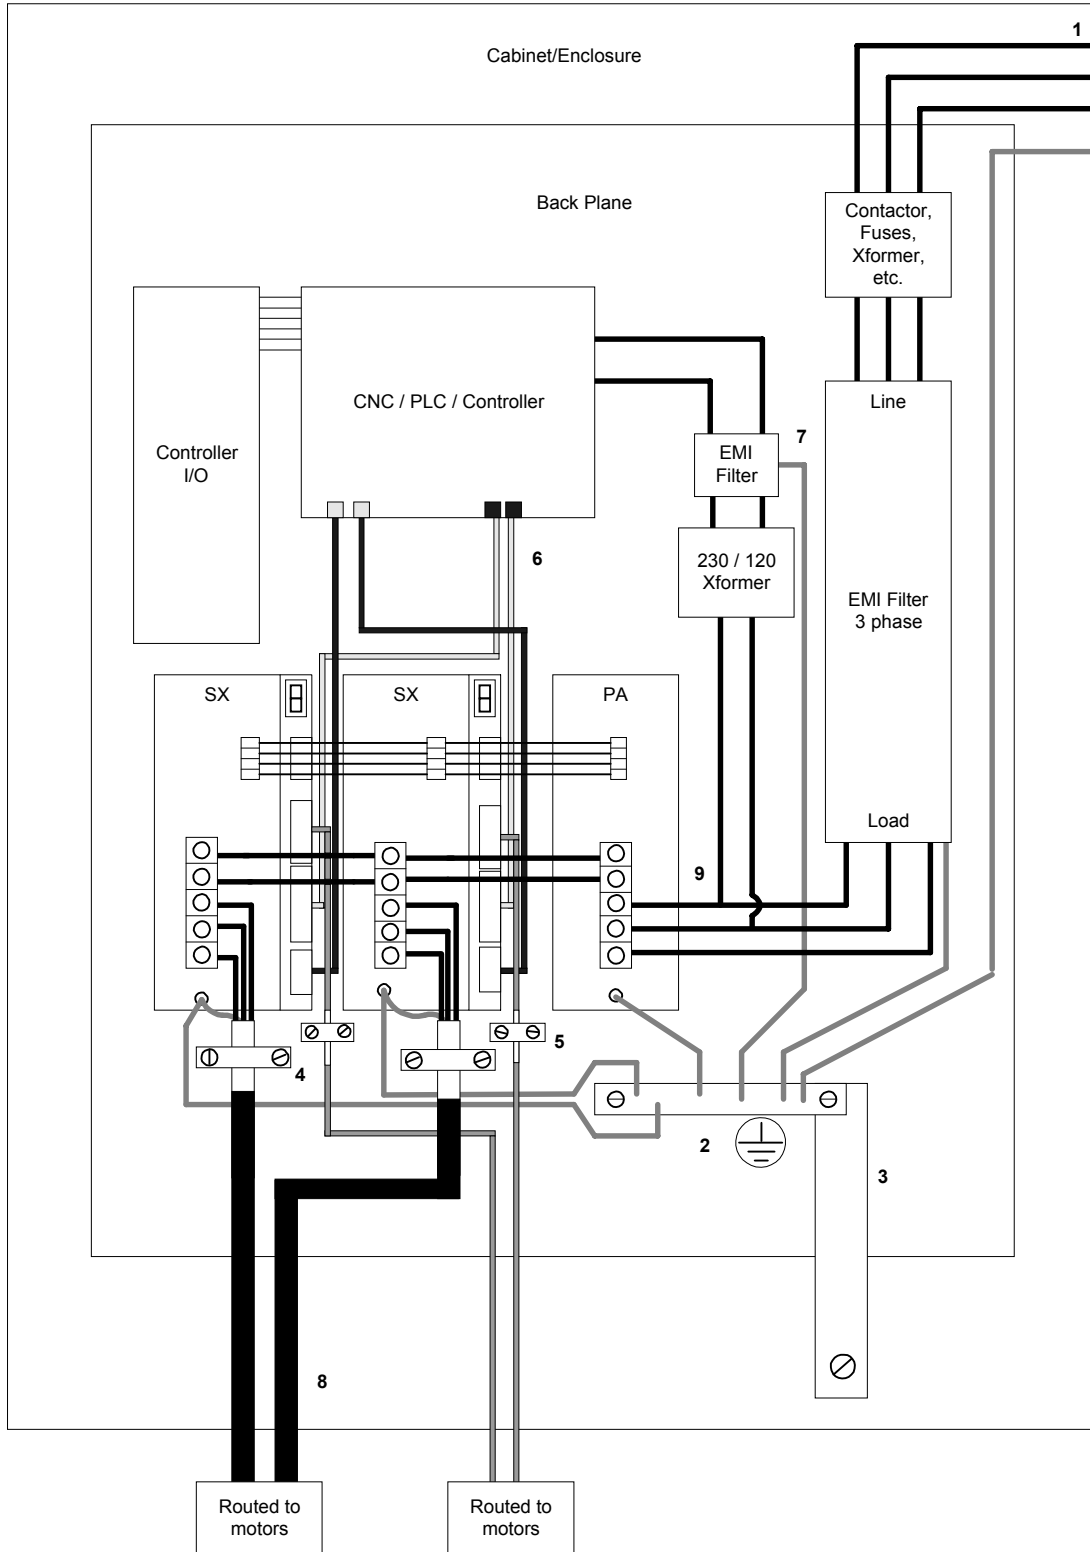 1
Cabinet/Enclosure
Back Plane
Contactor,
Fuses,
Xformer,
etc.
CNC / PLC / Controller
Line
Controller
I/O
7
EMI
Filter
6
230 / 120
Xformer
EMI Filter
3 phase
SX
SX
PA
Load
9
5
4
2
3
8
Routed to
motors
Routed to
motors